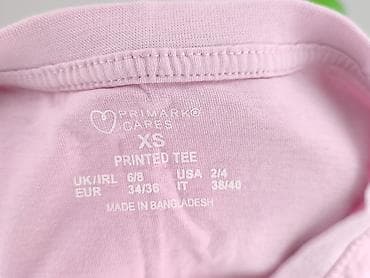 PRIMARK®
CARES
XS
PRINTED TEE
UK/IRL 6/8 USA 2/4
EUR 34/36 IT 38/40
MADE IN BANGLADESH